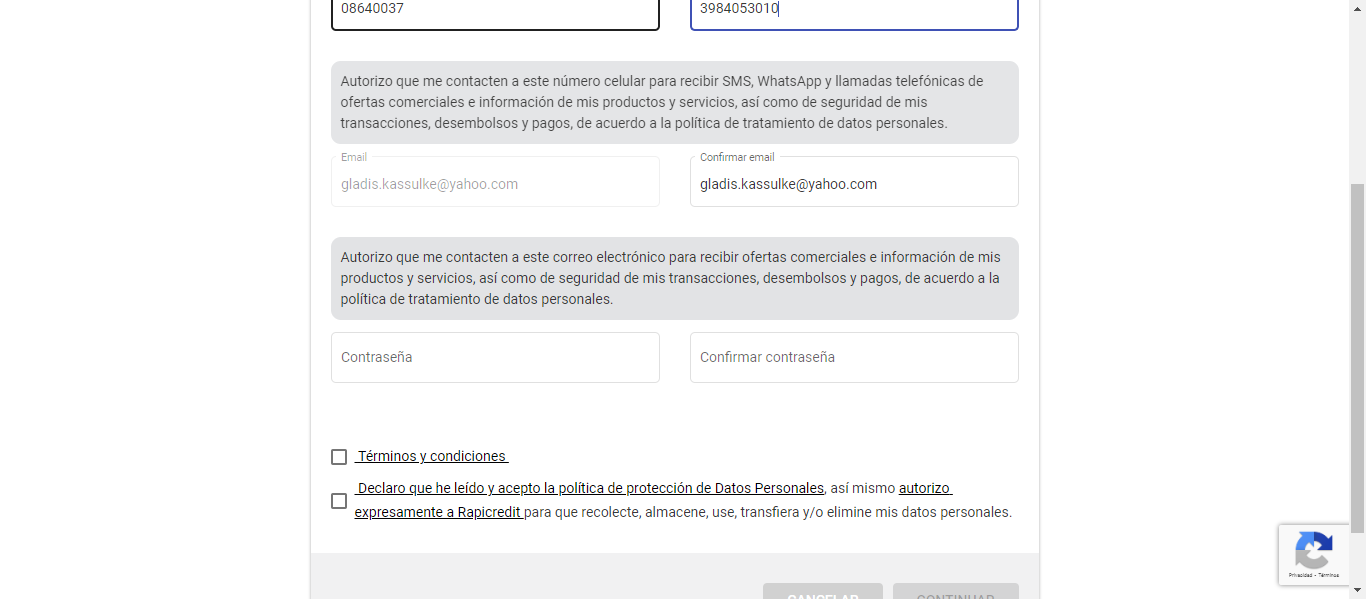 08640037
3984053010
Autorizo que me contacten a este número celular para recibir SMS, WhatsApp y llamadas telefónicas de
ofertas comerciales e información de mis productos y servicios, así como de seguridad de mis
transacciones, desembolsos y pagos, de acuerdo a la política de tratamiento de datos personales.
Email
gladis.kassulke@yahoo.com
Confirmar email
gladis.kassulke@yahoo.com
Autorizo que me contacten a este correo electrónico para recibir ofertas comerciales e información de mis
productos y servicios, así como de seguridad de mis transacciones, desembolsos y pagos, de acuerdo a la
política de tratamiento de datos personales.
Contraseña
Confirmar contraseña
Términos y condiciones
Declaro que he leído y acepto la política de protección de Datos Personales, así mismo autorizo
expresamente a Rapicredit para que recolecte, almacene, use, transfiera y/o elimine mis datos personales.
Privacidad - Términos
CANCELAR
CONTINUAR